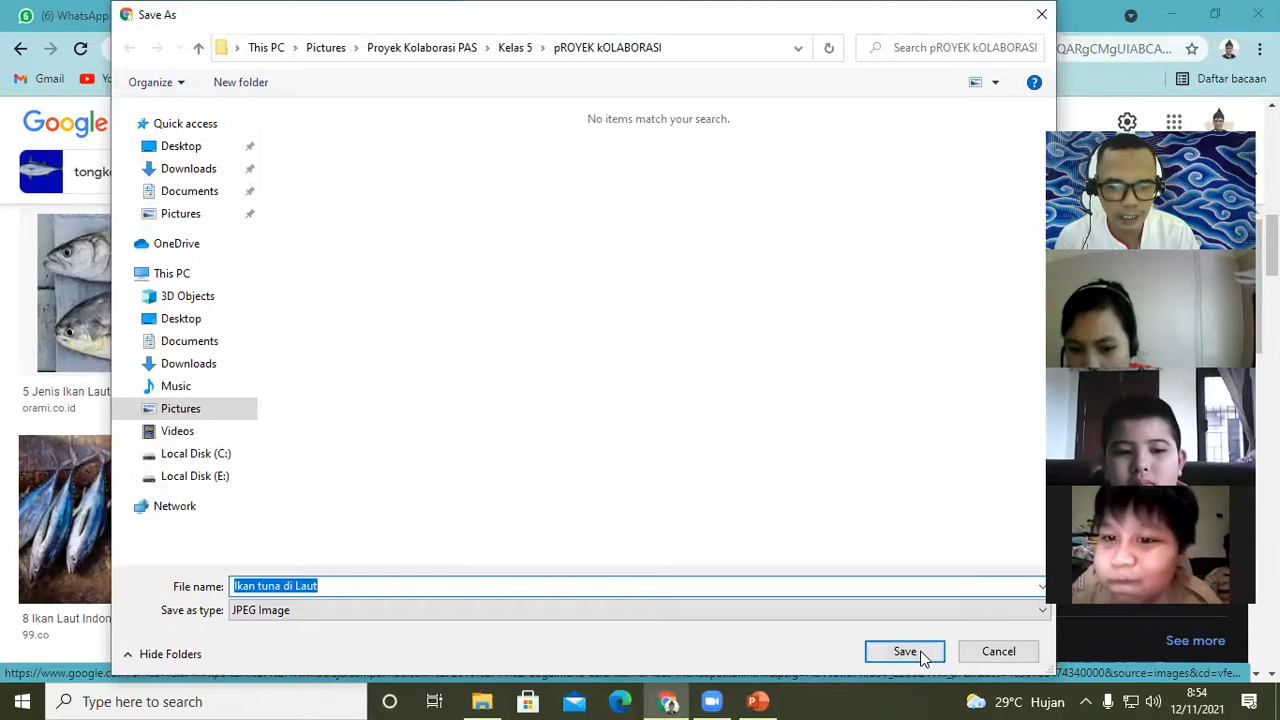 (6) WhatsApp
Save As
This PC
Pictures
Proyek Kolaborasi PAS
Kelas 5
pROYEK kOLABORASI
Search pROYEK kOLABORASI
QARgCMgUIABCA...
Organize
New folder
Gmail
Daftar bacaan
No items match your search.
Google
tongko
Quick access
Desktop
Downloads
Documents
Pictures
OneDrive
This PC
3D Objects
Desktop
Documents
Downloads
Music
Pictures
Videos
Local Disk (C:)
Local Disk (E:)
Network
5 Jenis Ikan Laut
orami.co.id
8 Ikan Laut Indon
99.co
File name:
Ikan tuna di Laut
Save as type:
JPEG Image
Hide Folders
Save
Cancel
See more
https://www.google.co
Type here to search
29°C Hujan
8:54
12/11/2021